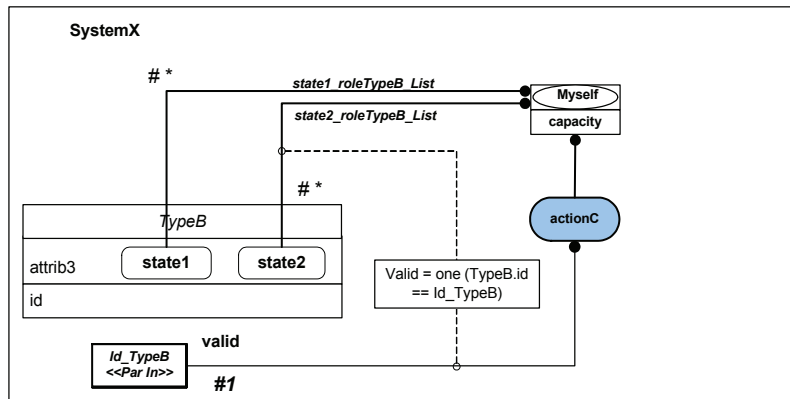 SystemX
# *
state1_roleTypeB_List
Myself
state2_roleTypeB_List
capacity
# *
TypeB
actionC
attrib3
state1
state2
id
Valid = one (TypeB.id
== Id_TypeB)
valid
Id_TypeB
<<Par In>>
#1